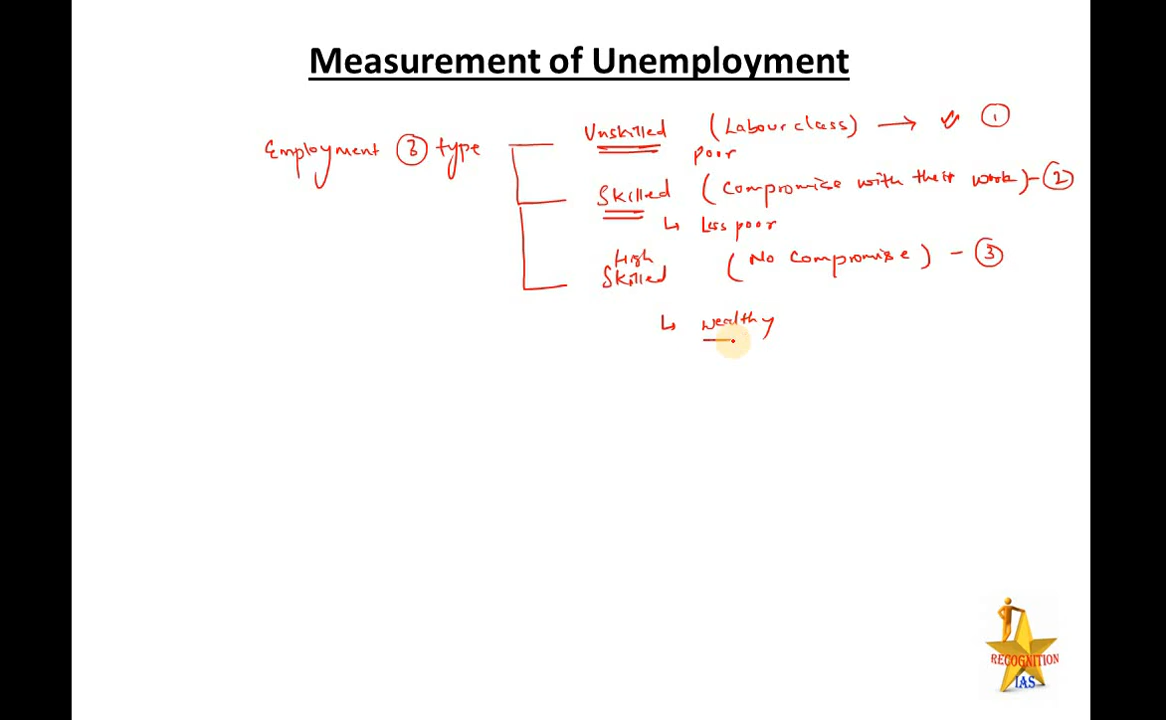 Measurement of Unemployment
Employment 3 type
Unskilled (Labour class) → 1
poor
Skilled (Compromise with their work) - 2
↳ Less poor
High
Skilled (No Compromise) - 3
↳ wealthy
RECOGNITION
IAS